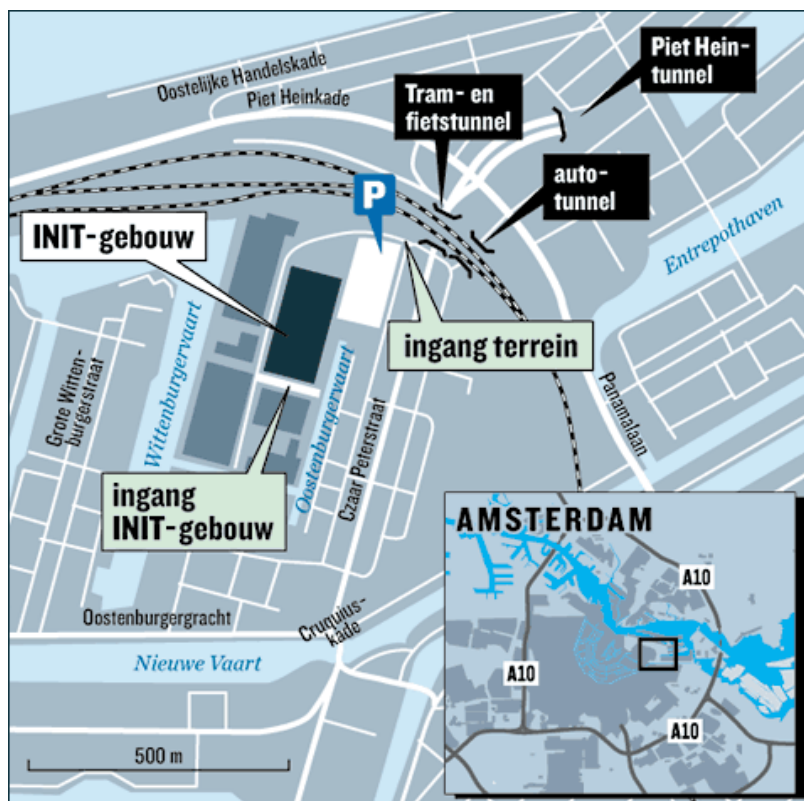 Oostelijke Handelskade
Piet Heinkade
Piet Hein-
tunnel
Tram- en
fietstunnel
auto-
tunnel
P
INIT-gebouw
Entrepothaven
ingang terrein
Grote Witten-
burgerstraat
Wittenburgervaart
Oostenburgervaart
Czaar Peterstraat
Panamalaan
ingang
INIT-gebouw
Oostenburgergracht
Cruquius-
kade
Nieuwe Vaart
500 m
AMSTERDAM
A10
A10
A10